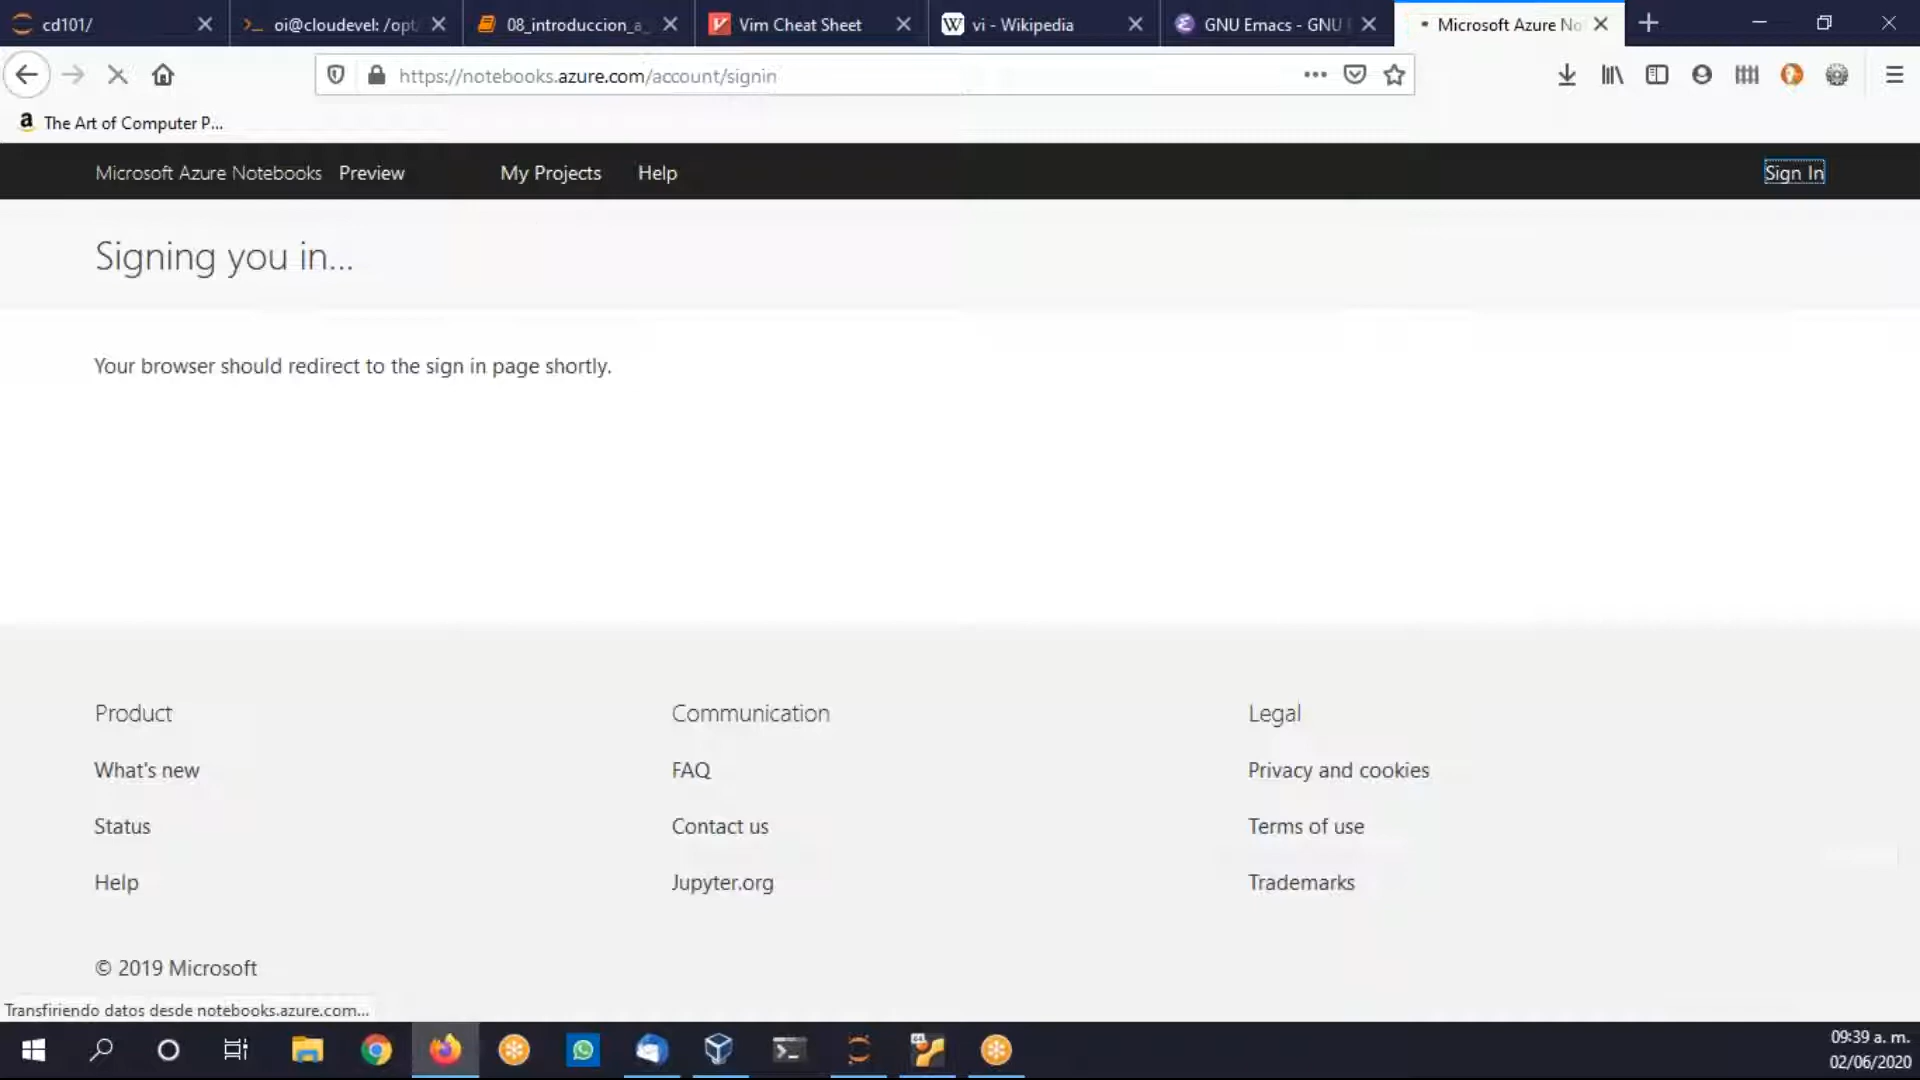 cd101/
oi@cloudevel: /opt
08_introduccion_a_
Vim Cheat Sheet
vi - Wikipedia
GNU Emacs - GNU
Microsoft Azure No
https://notebooks.azure.com/account/signin
The Art of Computer P...
Microsoft Azure Notebooks Preview My Projects Help Sign In
Signing you in...
Your browser should redirect to the sign in page shortly.
Product
What's new
Status
Help
Communication
FAQ
Contact us
Jupyter.org
Legal
Privacy and cookies
Terms of use
Trademarks
© 2019 Microsoft
Transfiriendo datos desde notebooks.azure.com...
09:39 a. m.
02/06/2020